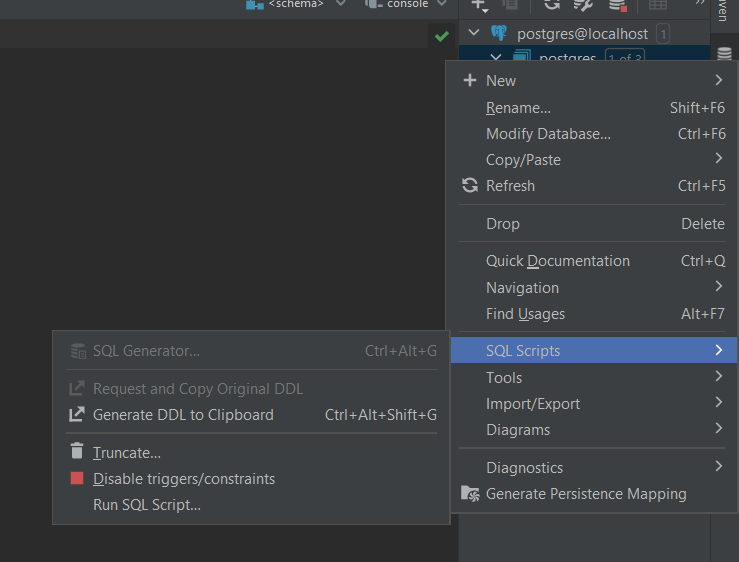 <schema>
console
postgres@localhost 1
postgres 1 of 3
New
Rename... Shift+F6
Modify Database... Ctrl+F6
Copy/Paste
Refresh Ctrl+F5
Drop Delete
Quick Documentation Ctrl+Q
Navigation
Find Usages Alt+F7
SQL Scripts
Tools
Import/Export
Diagrams
Diagnostics
Generate Persistence Mapping
SQL Generator... Ctrl+Alt+G
Request and Copy Original DDL
Generate DDL to Clipboard Ctrl+Alt+Shift+G
Truncate...
Disable triggers/constraints
Run SQL Script...